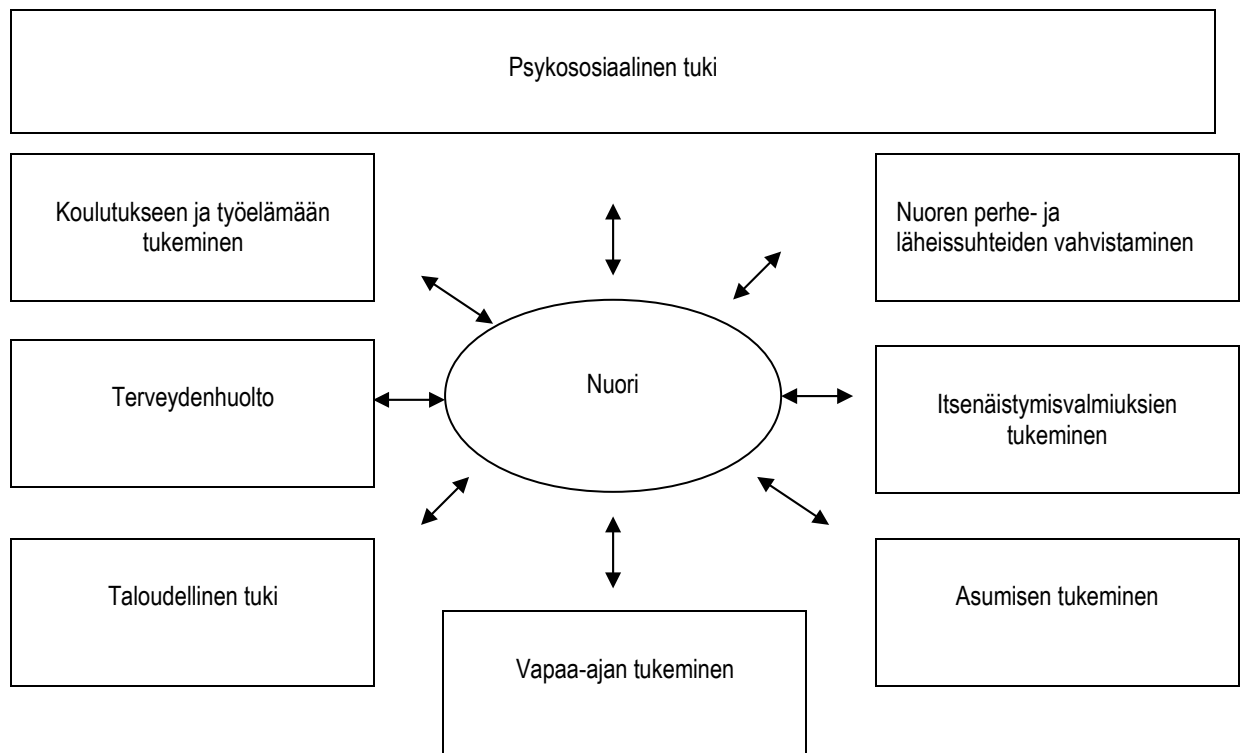 Psykososiaalinen tuki
Koulutukseen ja työelämään
tukeminen
Nuoren perhe- ja
läheissuhteiden vahvistaminen
Terveydenhuolto
Nuori
Itsenäistymisvalmiuksien
tukeminen
Taloudellinen tuki
Vapaa-ajan tukeminen
Asumisen tukeminen